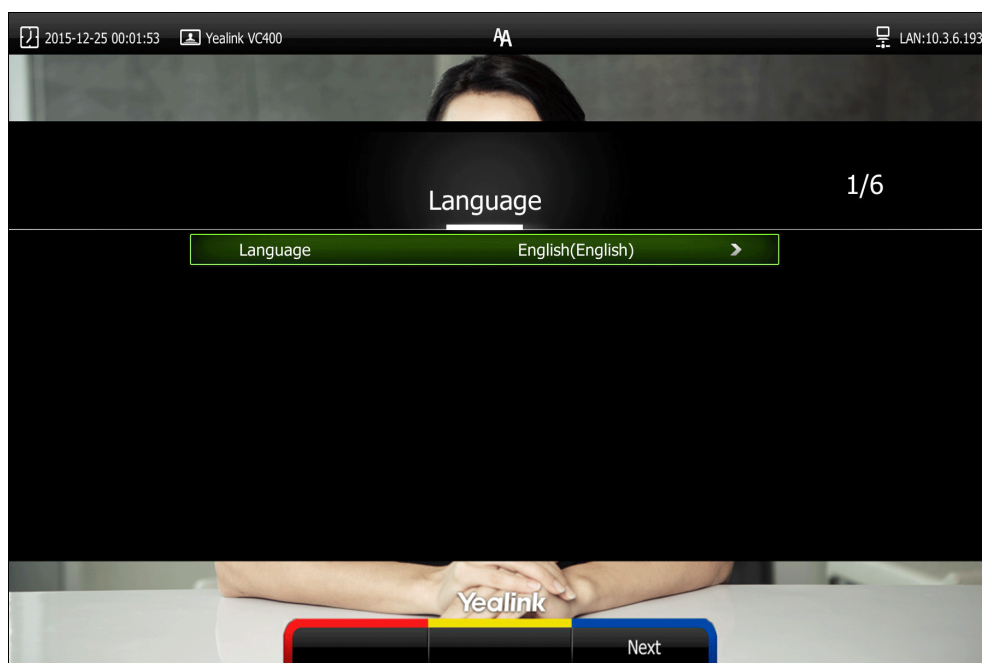 2015-12-25 00:01:53 Yealink VC400 AA LAN:10.3.6.193
1/6
Language
Language English(English)
Yealink
Next